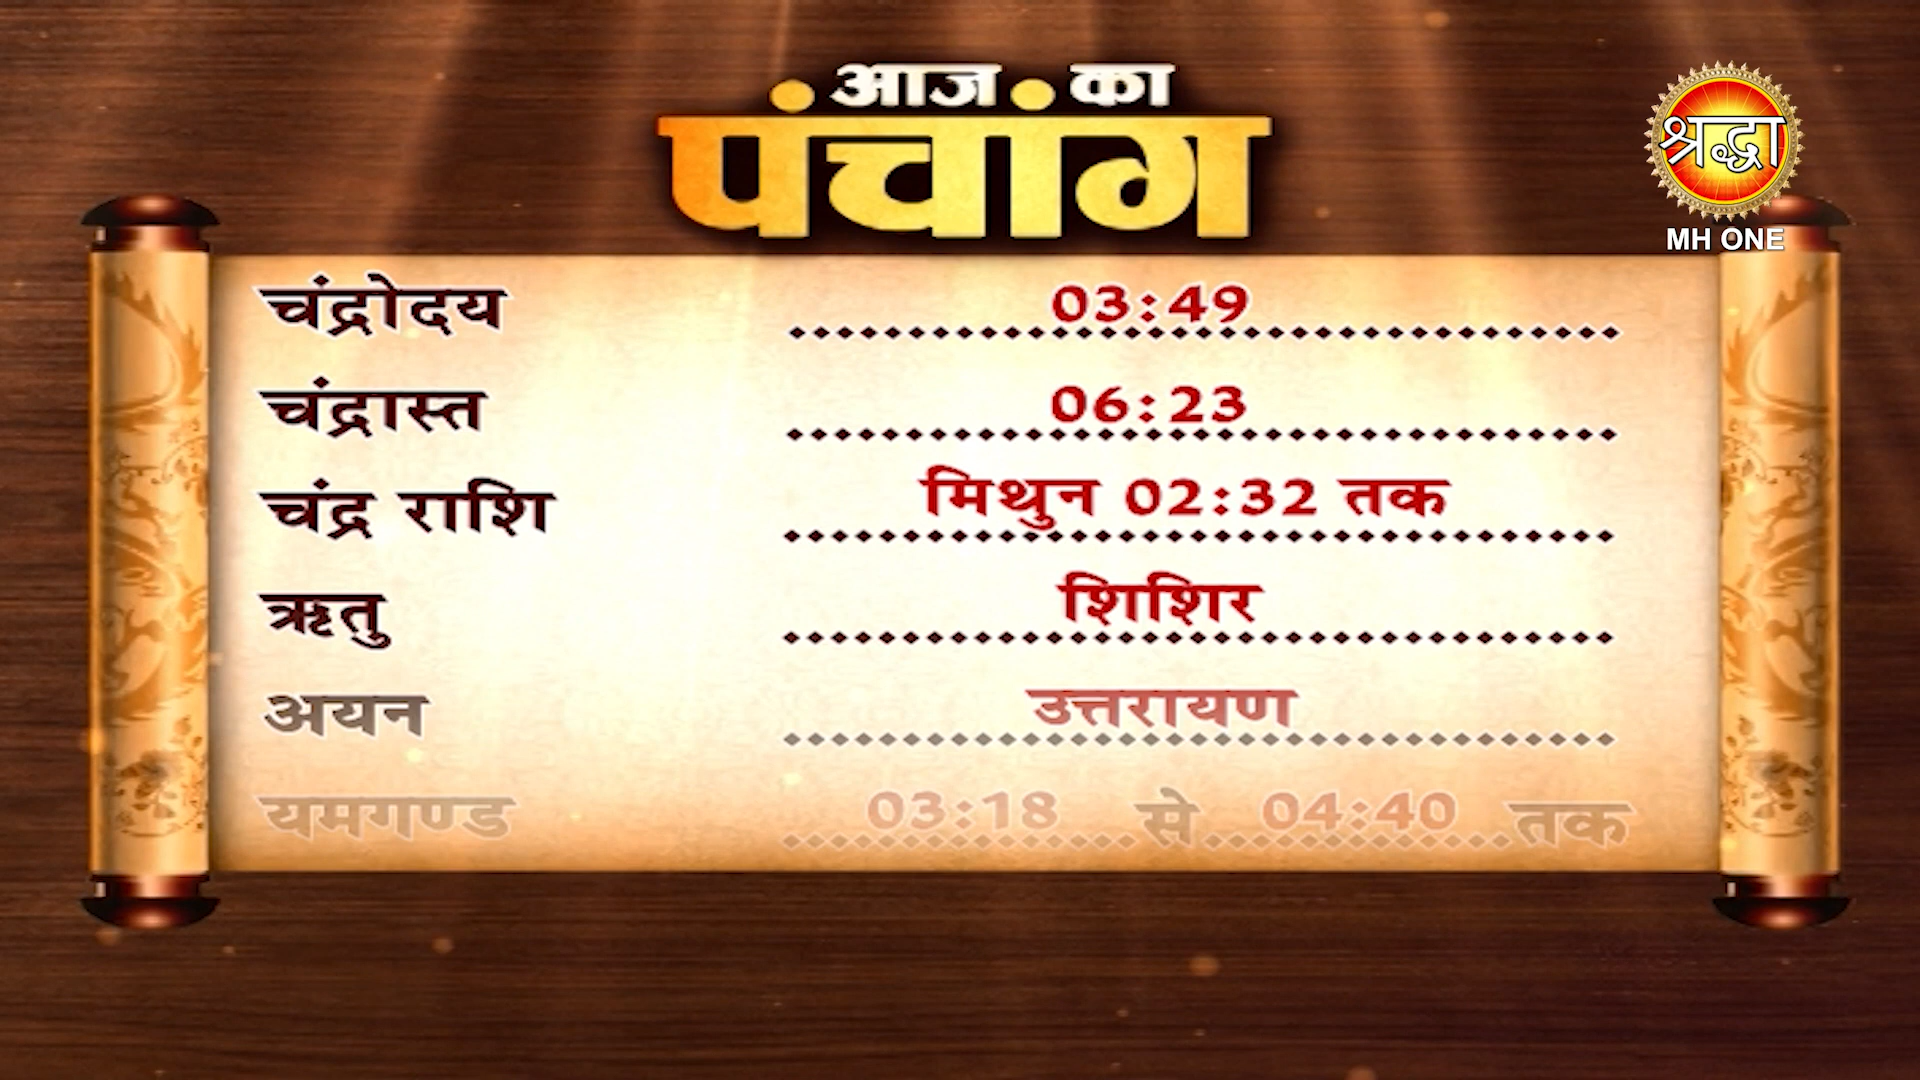 आज का
पंचांग
श्रद्धा
MH ONE
चंद्रोदय 03:49
चंद्रास्त 06:23
चंद्र राशि मिथुन 02:32 तक
ऋतु शिशिर
अयन उत्तरायण
यमगण्ड 03:18 से 04:40 तक